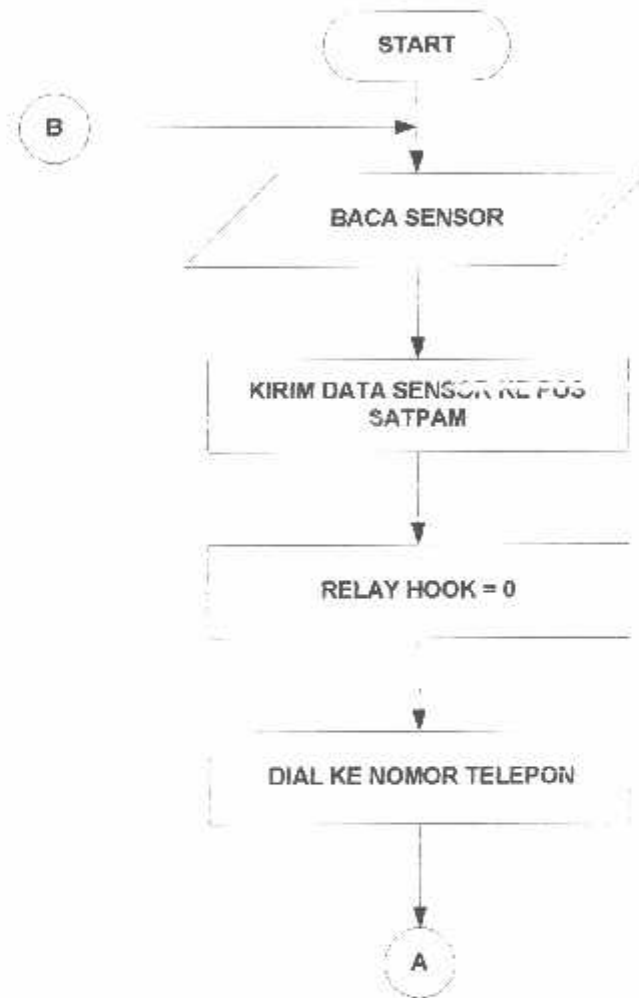 START
B
BACA SENSOR
KIRIM DATA SENSOR KE POS
SATPAM
RELAY HOOK = 0
DIAL KE NOMOR TELEPON
A